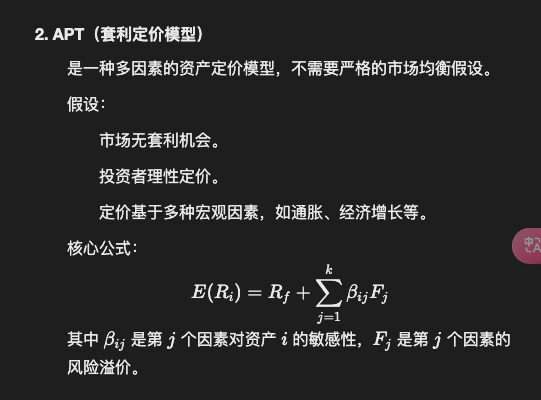 2. APT（套利定价模型）
是一种多因素的资产定价模型，不需要严格的市场均衡假设。
假设：
市场无套利机会。
投资者理性定价。
定价基于多种宏观因素，如通胀、经济增长等。
核心公式：
E(R_i) = R_f + \sum_{j=1}^{k} β_{ij}F_j
其中 β_{ij} 是第 j 个因素对资产 i 的敏感性，F_j 是第 j 个因素的
风险溢价。